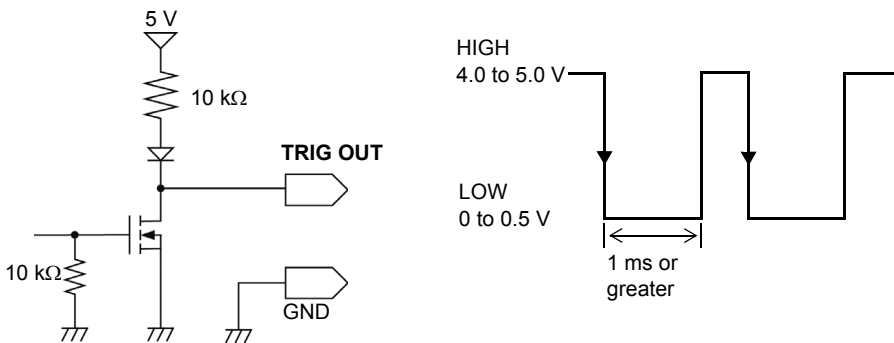 5 V
10 kΩ
TRIG OUT
10 kΩ
GND
HIGH
4.0 to 5.0 V
LOW
0 to 0.5 V
1 ms or
greater